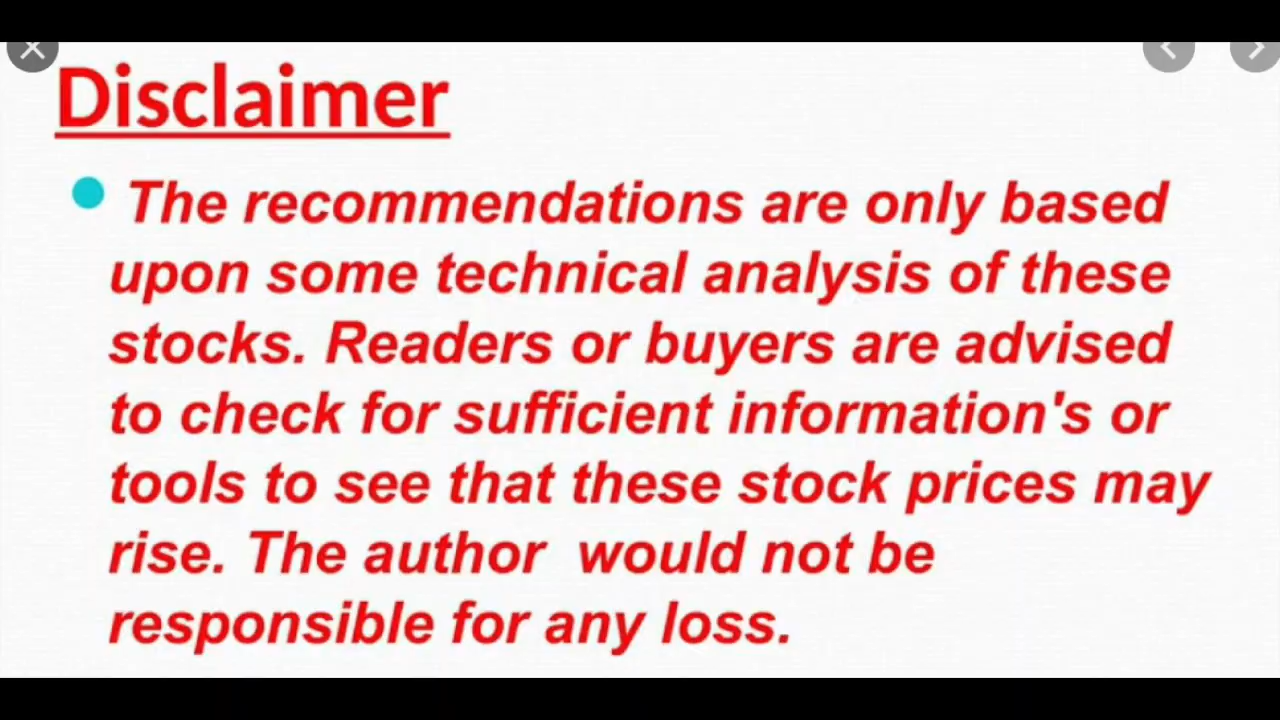 Disclaimer
The recommendations are only based
upon some technical analysis of these
stocks. Readers or buyers are advised
to check for sufficient information's or
tools to see that these stock prices may
rise. The author would not be
responsible for any loss.